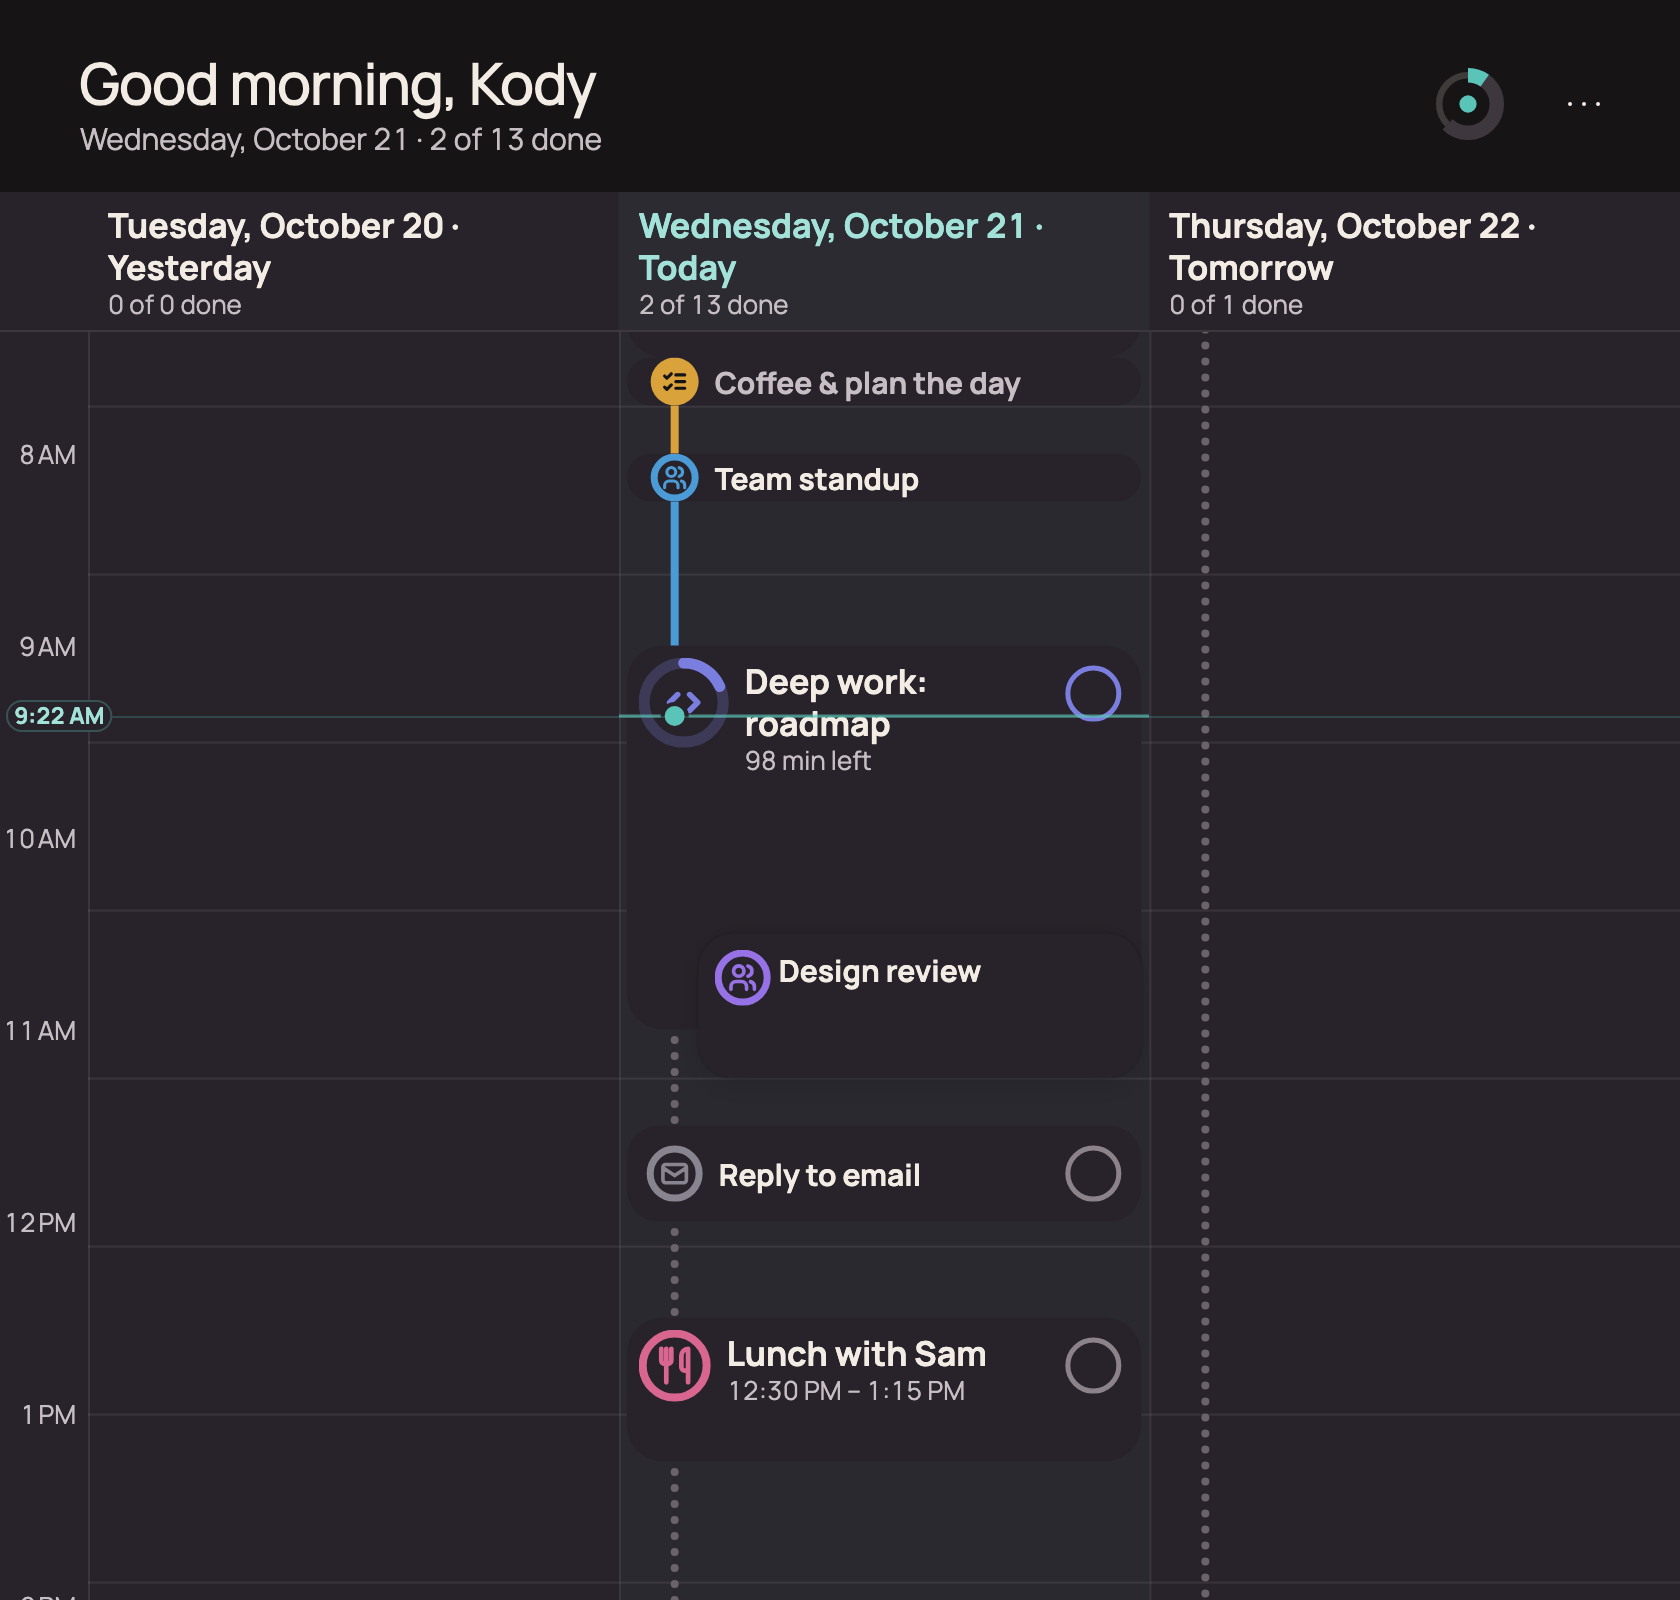 Good morning, Kody
Wednesday, October 21 · 2 of 13 done
...
Tuesday, October 20 ·
Yesterday
0 of 0 done
Wednesday, October 21 ·
Today
2 of 13 done
Thursday, October 22 ·
Tomorrow
0 of 1 done
Coffee & plan the day
8 AM
Team standup
9 AM
Deep work:
9:22 AM
roadmap
98 min left
10 AM
Design review
11 AM
Reply to email
12 PM
Lunch with Sam
12:30 PM – 1:15 PM
1 PM